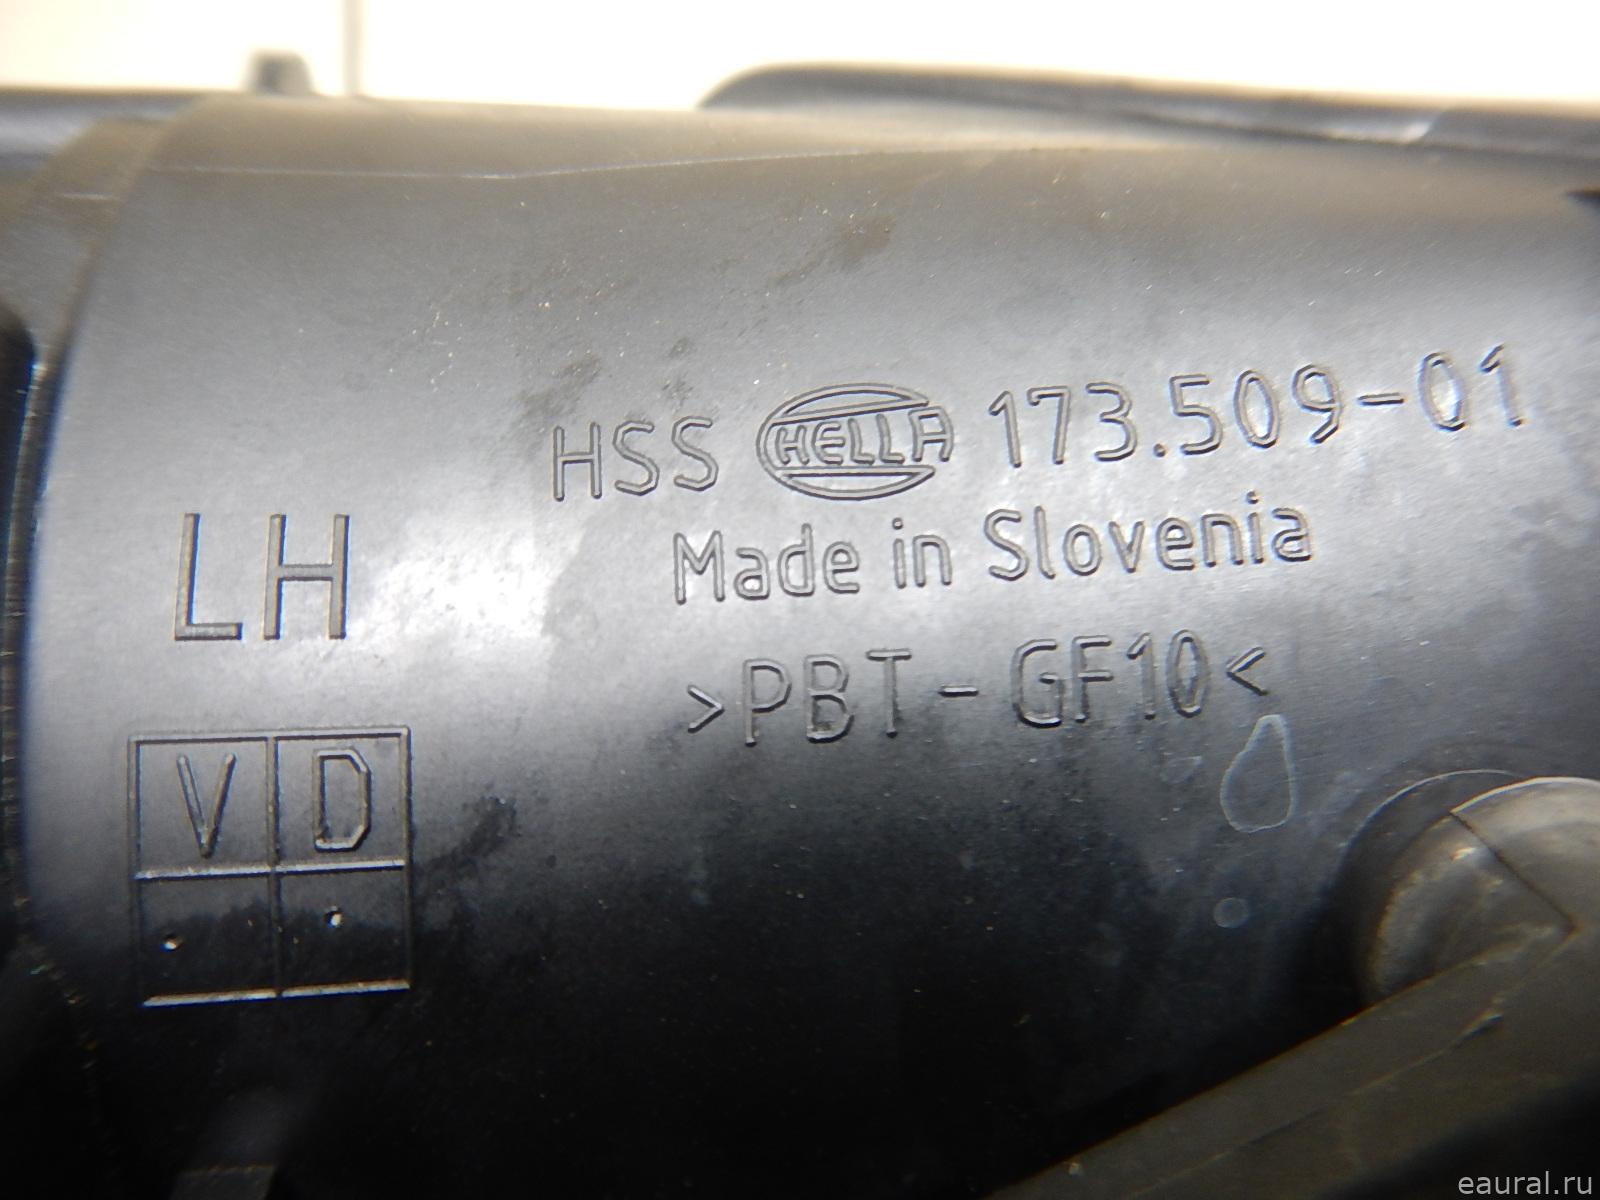 HSS HELLA 173.509-01
LH
Made in Slovenia
>PBT-GF10<
V D
eaural.ru